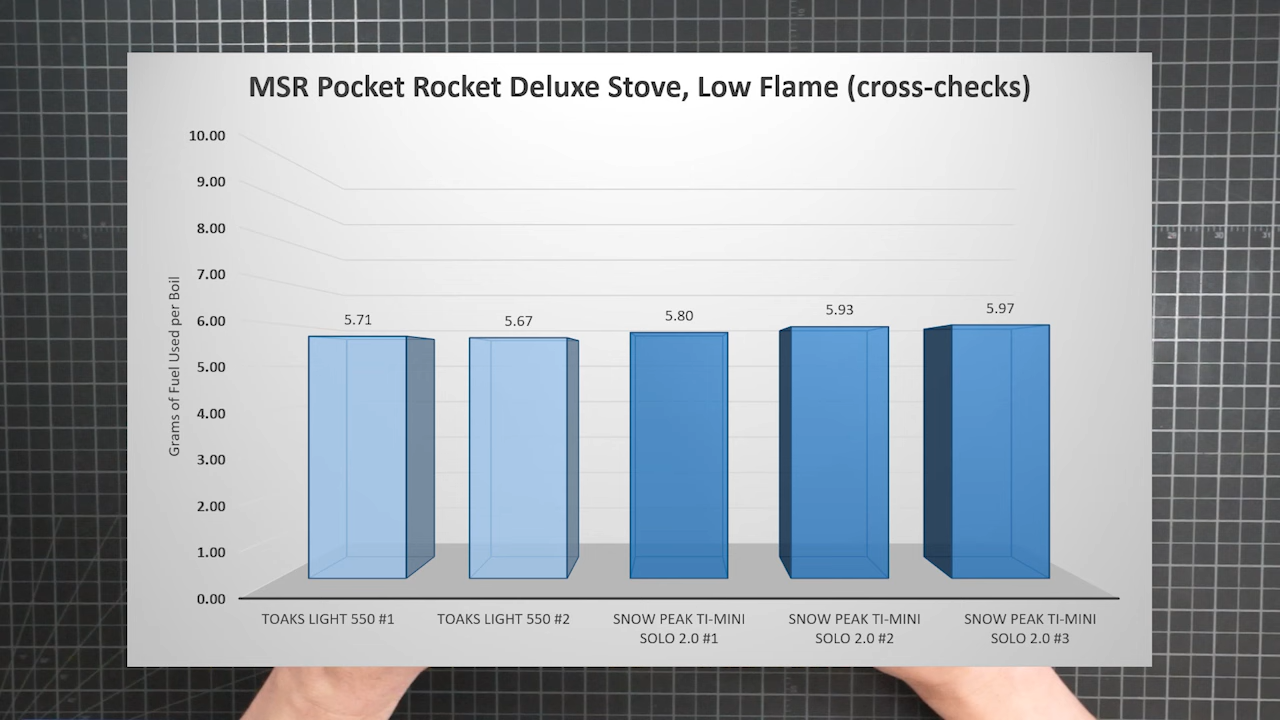 MSR Pocket Rocket Deluxe Stove, Low Flame (cross-checks)
10.00
9.00
8.00
7.00
6.00
5.00
4.00
3.00
2.00
1.00
0.00
Grams of Fuel Used per Boil
5.71
5.67
5.80
5.93
5.97
TOAKS LIGHT 550 #1
TOAKS LIGHT 550 #2
SNOW PEAK TI-MINI
SOLO 2.0 #1
SNOW PEAK TI-MINI
SOLO 2.0 #2
SNOW PEAK TI-MINI
SOLO 2.0 #3
29
30
31